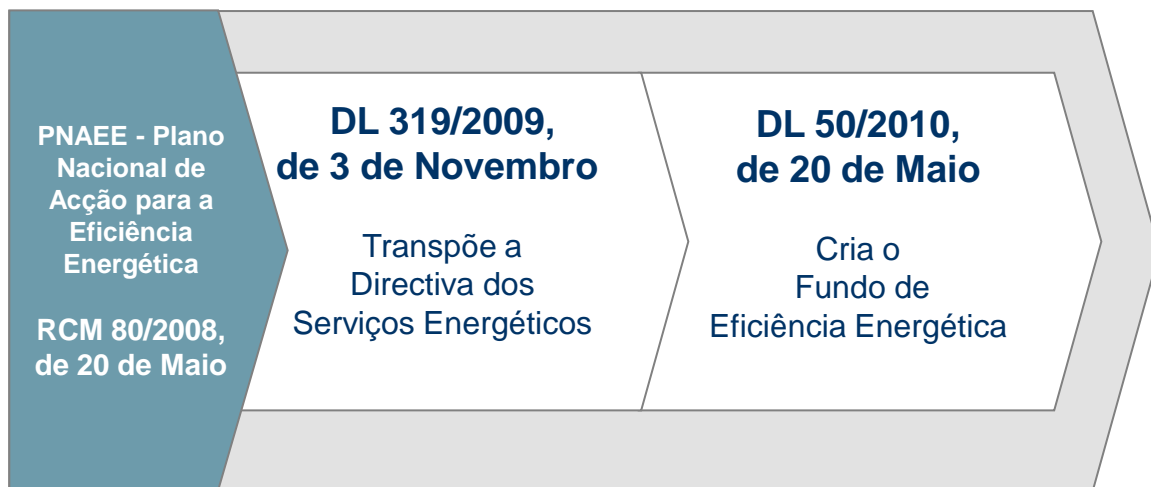 PNAEE - Plano
Nacional de
Acção para a
Eficiência
Energética
RCM 80/2008,
de 20 de Maio
DL 319/2009,
de 3 de Novembro
Transpõe a
Directiva dos
Serviços Energéticos
DL 50/2010,
de 20 de Maio
Cria o
Fundo de
Eficiência Energética